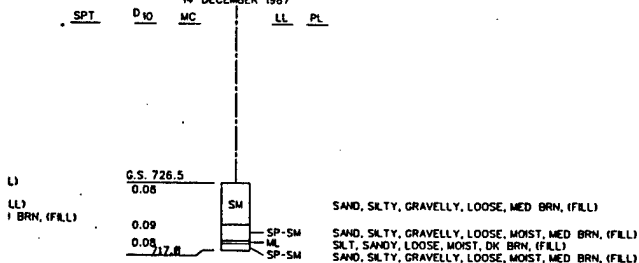 14 DECEMBER 1987
SPT D10 MC LL PL
G.S. 726.5
L) 0.08
SM
LL) SAND, SILTY, GRAVELLY, LOOSE, MED BRN, (FILL)
BRN, (FILL)
0.09 SP-SM SAND, SILTY, GRAVELLY, LOOSE, MOIST, MED BRN, (FILL)
0.08 ML SILT, SANDY, LOOSE, MOIST, DK BRN, (FILL)
SP-SM SAND, SILTY, GRAVELLY, LOOSE, MOIST, MED BRN, (FILL)